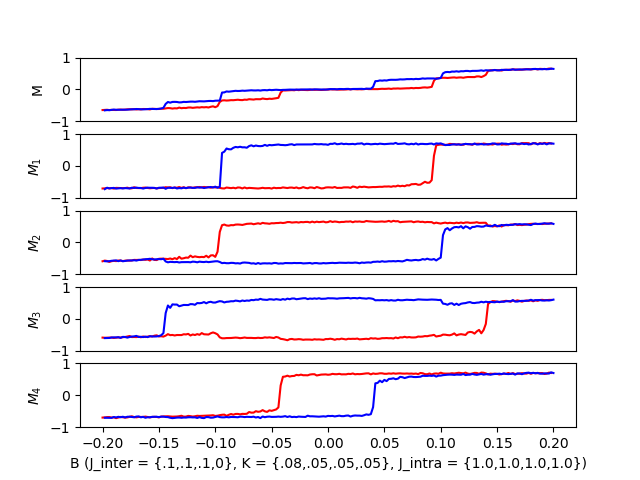 1
0
−1
M
1
0
−1
M1
1
0
−1
M2
1
0
−1
M3
1
0
−1
M4
−0.20 −0.15 −0.10 −0.05 0.00 0.05 0.10 0.15 0.20
B (J_inter = {.1,.1,.1,0}, K = {.08,.05,.05,.05}, J_intra = {1.0,1.0,1.0,1.0})